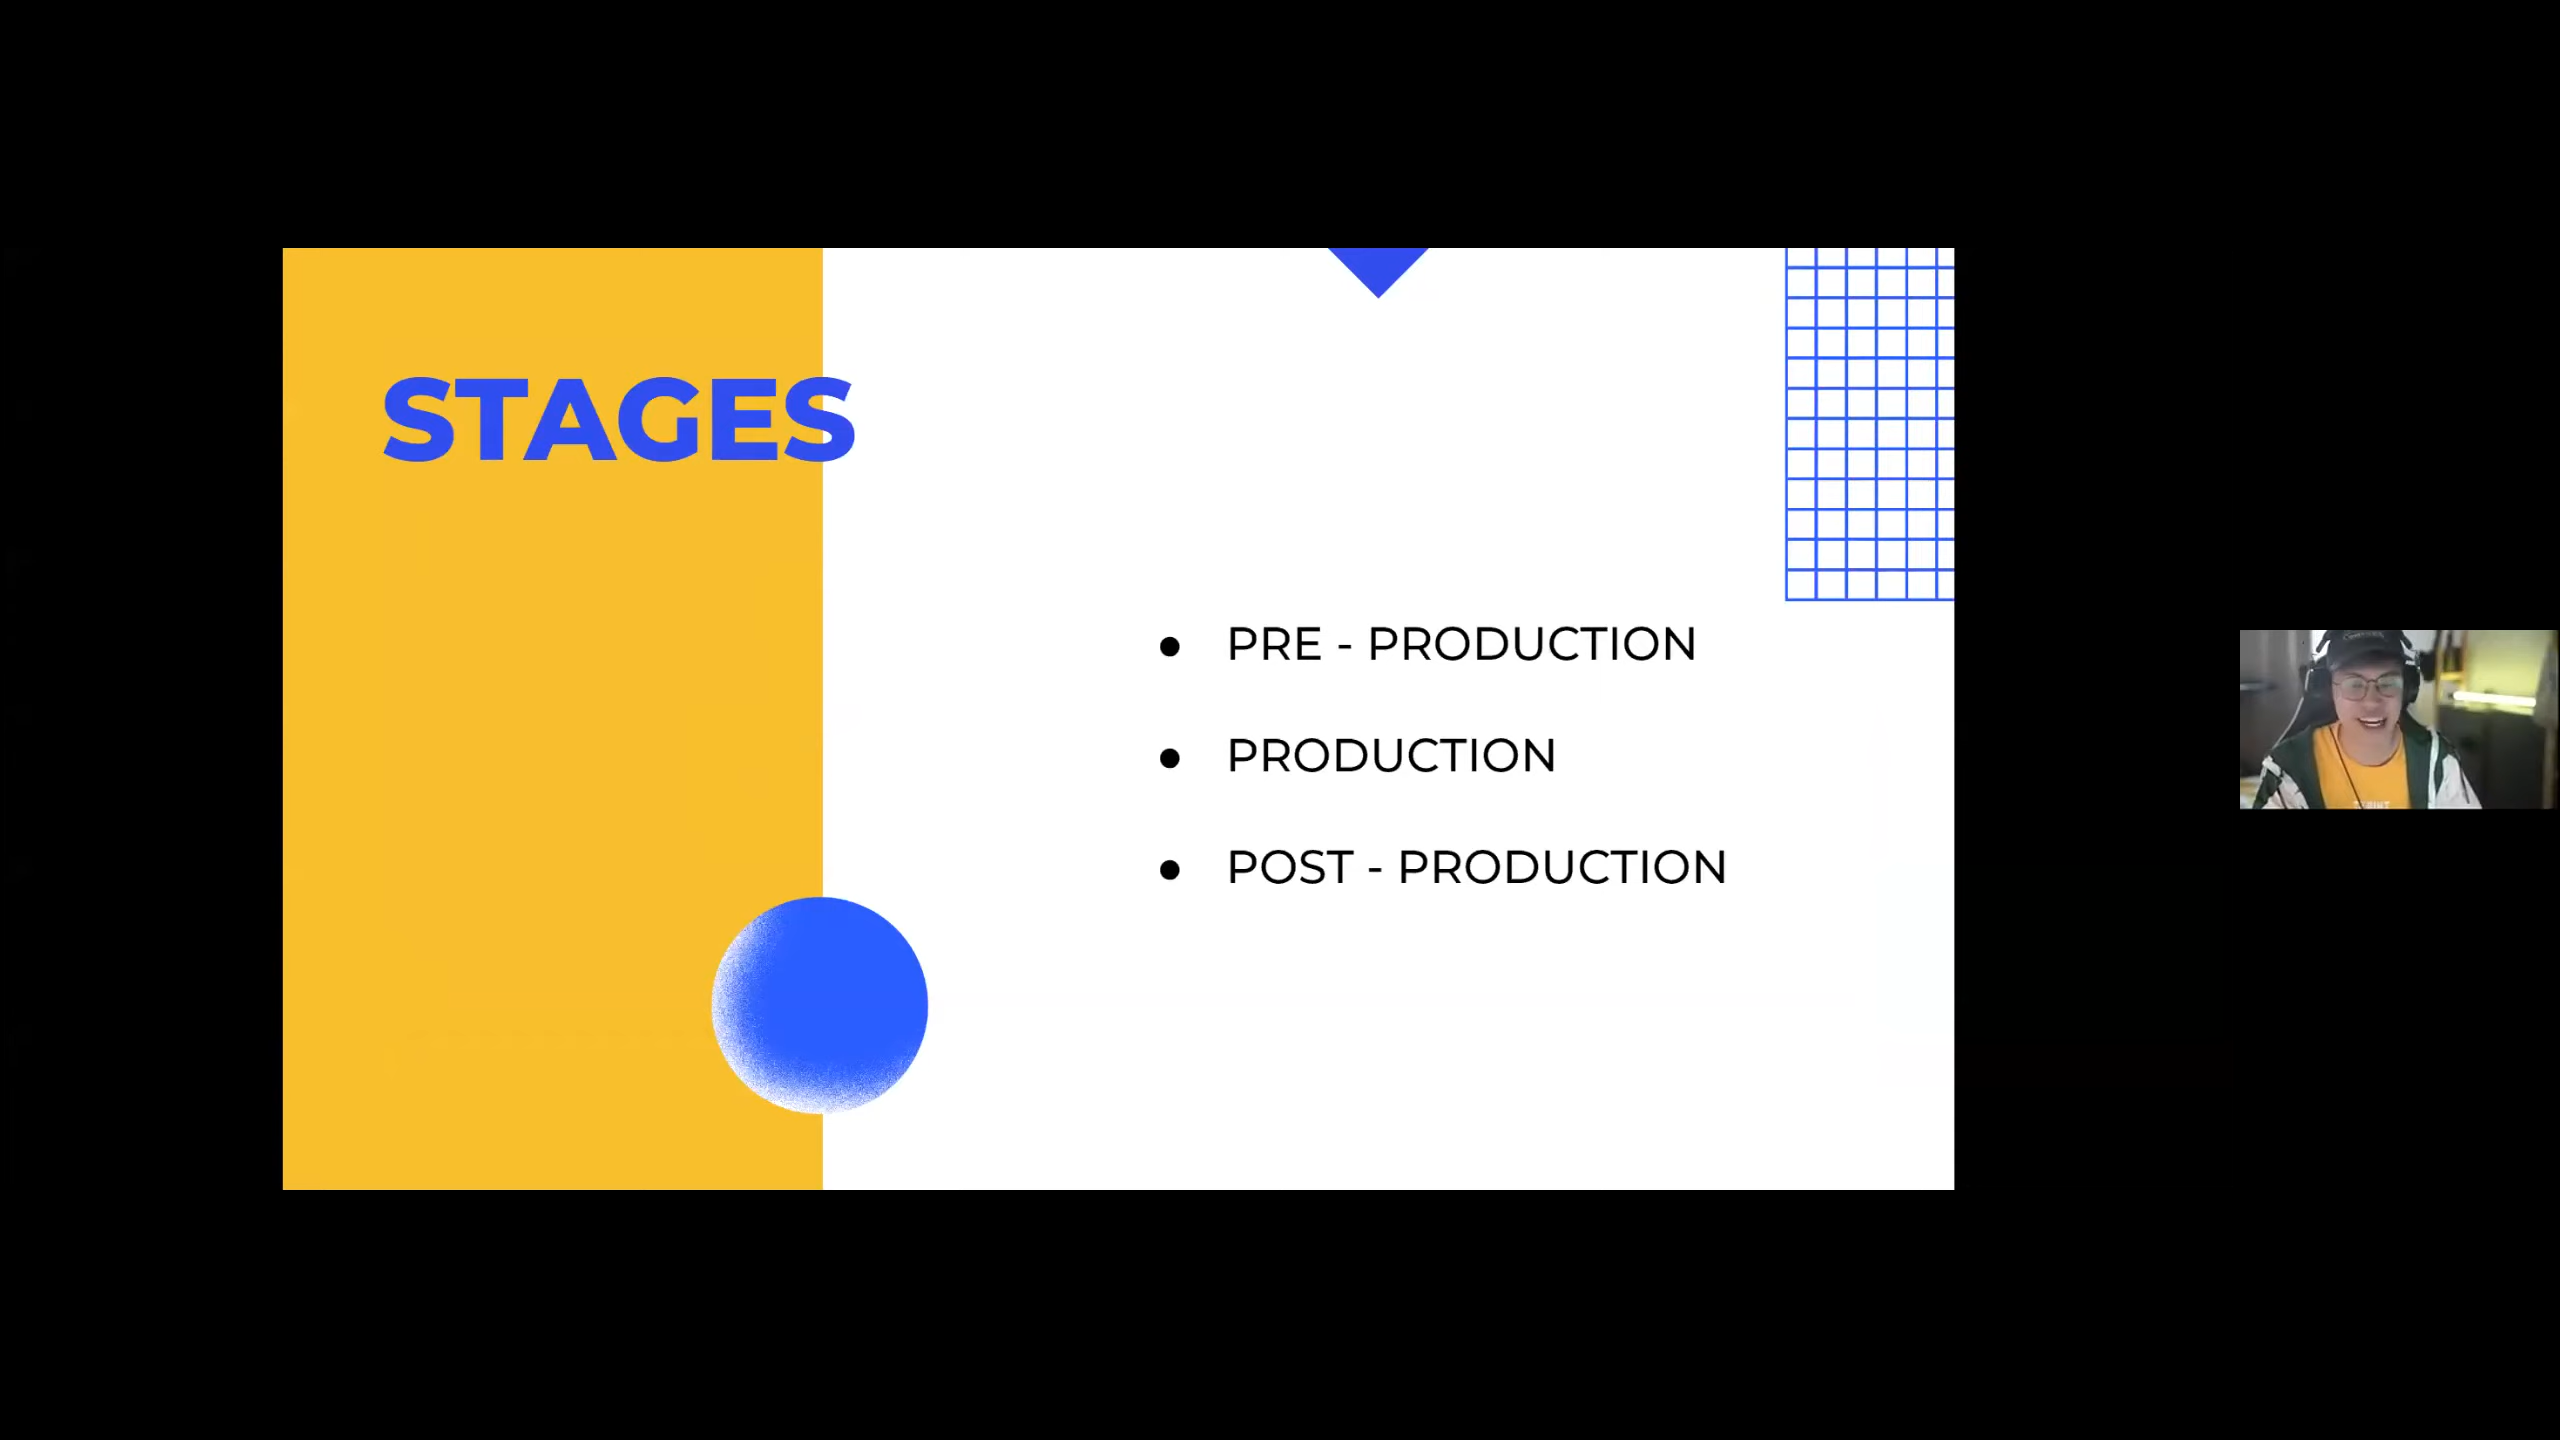 STAGES
● PRE - PRODUCTION
● PRODUCTION
● POST - PRODUCTION